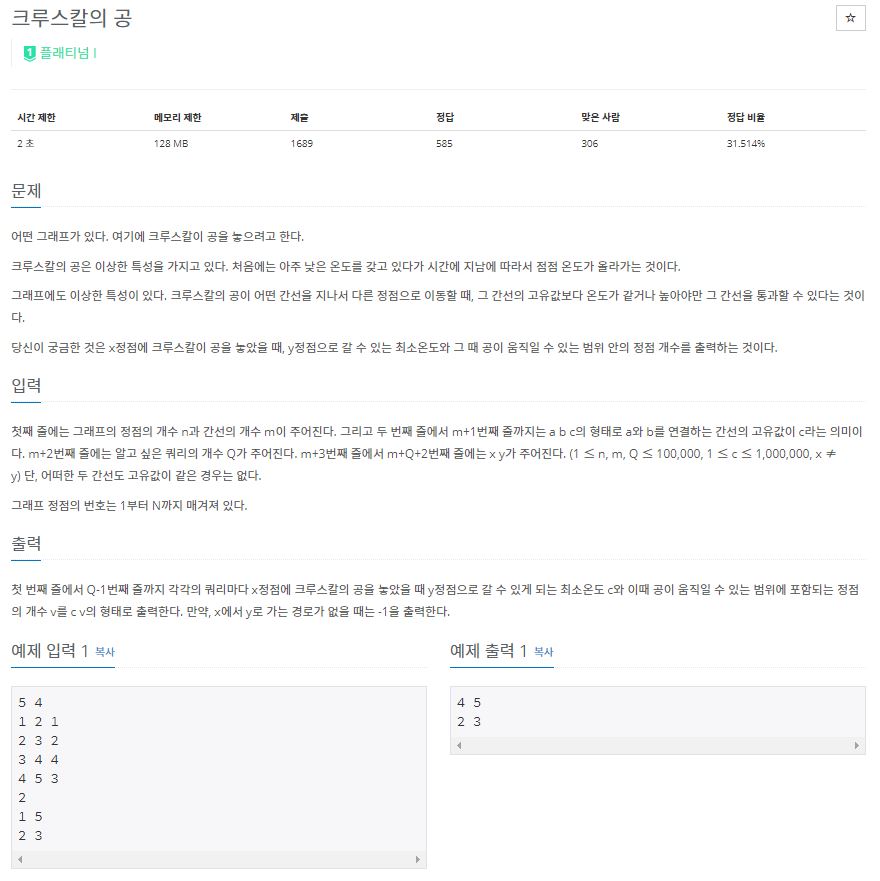 크루스칼의 공
☆
1 플래티넘 I
시간 제한 메모리 제한 제출 정답 맞은 사람 정답 비율
2 초 128 MB 1689 585 306 31.514%
문제
어떤 그래프가 있다. 여기에 크루스칼이 공을 놓으려고 한다.
크루스칼의 공은 이상한 특성을 가지고 있다. 처음에는 아주 낮은 온도를 갖고 있다가 시간에 지남에 따라서 점점 온도가 올라가는 것이다.
그래프에도 이상한 특성이 있다. 크루스칼의 공이 어떤 간선을 지나서 다른 정점으로 이동할 때, 그 간선의 고유값보다 온도가 같거나 높아야만 그 간선을 통과할 수 있다는 것이
다.
당신이 궁금한 것은 x정점에 크루스칼이 공을 놓았을 때, y정점으로 갈 수 있는 최소온도와 그 때 공이 움직일 수 있는 범위 안의 정점 개수를 출력하는 것이다.
입력
첫째 줄에는 그래프의 정점의 개수 n과 간선의 개수 m이 주어진다. 그리고 두 번째 줄에서 m+1번째 줄까지는 a b c의 형태로 a와 b를 연결하는 간선의 고유값이 c라는 의미이
다. m+2번째 줄에는 알고 싶은 쿼리의 개수 Q가 주어진다. m+3번째 줄에서 m+Q+2번째 줄에는 x y가 주어진다. (1 ≤ n, m, Q ≤ 100,000, 1 ≤ c ≤ 1,000,000, x ≠
y) 단, 어떠한 두 간선도 고유값이 같은 경우는 없다.
그래프 정점의 번호는 1부터 N까지 매겨져 있다.
출력
첫 번째 줄에서 Q-1번째 줄까지 각각의 쿼리마다 x정점에 크루스칼의 공을 놓았을 때 y정점으로 갈 수 있게 되는 최소온도 c와 이때 공이 움직일 수 있는 범위에 포함되는 정점
의 개수 v를 c v의 형태로 출력한다. 만약, x에서 y로 가는 경로가 없을 때는 -1을 출력한다.
예제 입력 1 복사
5 4
1 2 1
2 3 2
3 4 4
4 5 3
2
1 5
2 3
예제 출력 1 복사
4 5
2 3